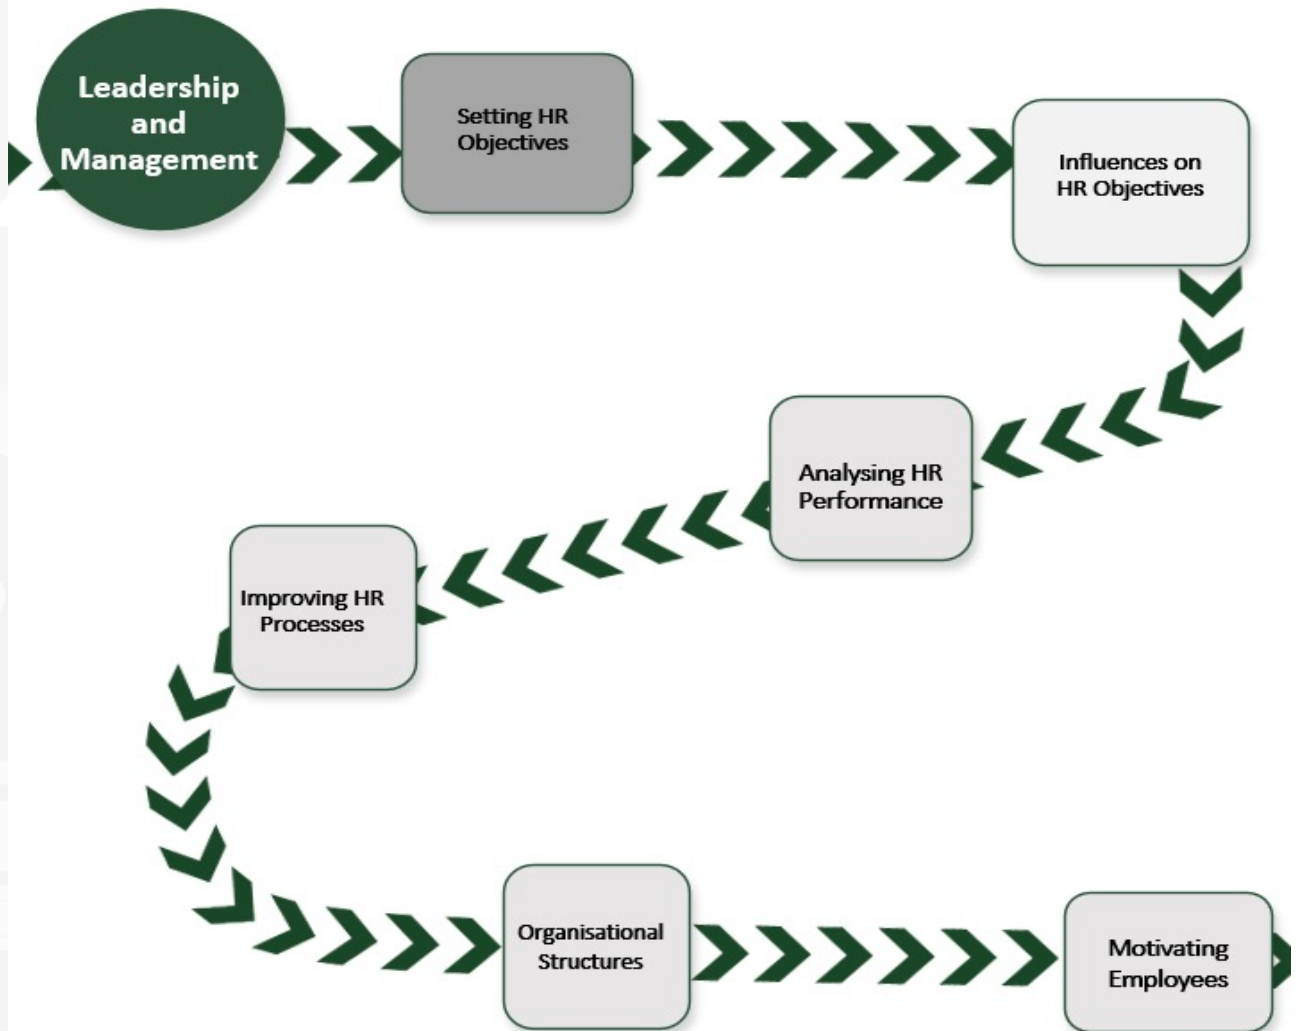 Leadership
and
Management
Setting HR
Objectives
Influences on
HR Objectives
Analysing HR
Performance
Improving HR
Processes
Organisational
Structures
Motivating
Employees